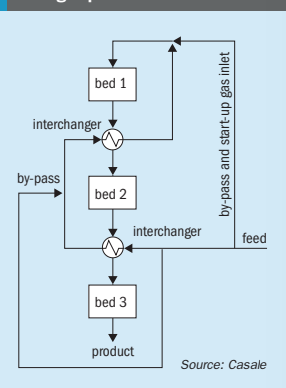 bed 1
interchanger
by-pass and start-up gas inlet
by-pass
bed 2
interchanger
feed
bed 3
product
Source: Casale